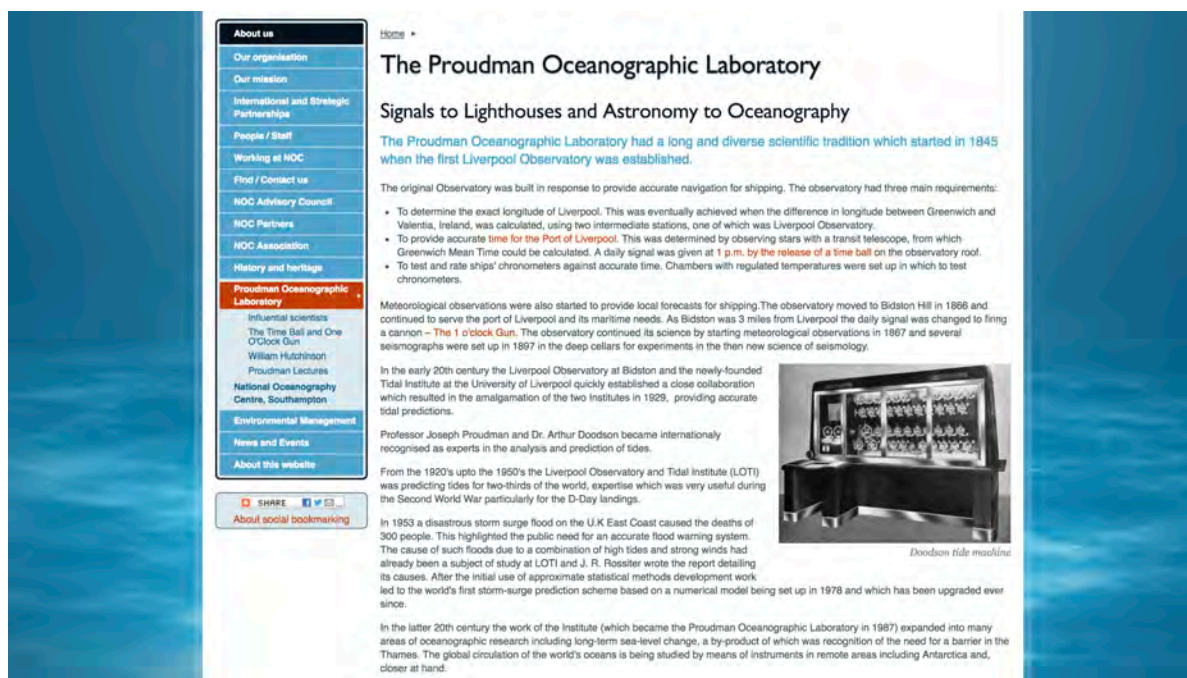 About us
Our organisation
Our mission
International and Strategic
Partnerships
People / Staff
Working at NOC
Find / Contact us
NOC Advisory Council
NOC Partners
NOC Association
History and heritage
Proudman Oceanographic
Laboratory
Influential scientists
The Time Ball and One
O'Clock Gun
William Hutchinson
Proudman Lectures
National Oceanography
Centre, Southampton
Environmental Management
News and Events
About this website
SHARE
About social bookmarking
Home
The Proudman Oceanographic Laboratory
Signals to Lighthouses and Astronomy to Oceanography
The Proudman Oceanographic Laboratory had a long and diverse scientific tradition which started in 1845
when the first Liverpool Observatory was established.
The original Observatory was built in response to provide accurate navigation for shipping. The observatory had three main requirements:
• To determine the exact longitude of Liverpool. This was eventually achieved when the difference in longitude between Greenwich and
Valentia, Ireland, was calculated, using two intermediate stations, one of which was Liverpool Observatory.
• To provide accurate time for the Port of Liverpool. This was determined by observing stars with a transit telescope, from which
Greenwich Mean Time could be calculated. A daily signal was given at 1 p.m. by the release of a time ball on the observatory roof.
• To test and rate ships' chronometers against accurate time. Chambers with regulated temperatures were set up in which to test
chronometers.
Meteorological observations were also started to provide local forecasts for shipping.The observatory moved to Bidston Hill in 1866 and
continued to serve the port of Liverpool and its maritime needs. As Bidston was 3 miles from Liverpool the daily signal was changed to firing
a cannon – The 1 o'clock Gun. The observatory continued its science by starting meteorological observations in 1867 and several
seismographs were set up in 1897 in the deep cellars for experiments in the then new science of seismology.
In the early 20th century the Liverpool Observatory at Bidston and the newly-founded
Tidal Institute at the University of Liverpool quickly established a close collaboration
which resulted in the amalgamation of the two Institutes in 1929, providing accurate
tidal predictions.
Professor Joseph Proudman and Dr. Arthur Doodson became internationaly
recognised as experts in the analysis and prediction of tides.
From the 1920's upto the 1950's the Liverpool Observatory and Tidal Institute (LOTI)
was predicting tides for two-thirds of the world, expertise which was very useful during
the Second World War particularly for the D-Day landings.
In 1953 a disastrous storm surge flood on the U.K East Coast caused the deaths of
300 people. This highlighted the public need for an accurate flood warning system.
The cause of such floods due to a combination of high tides and strong winds had
already been a subject of study at LOTI and J. R. Rossiter wrote the report detailing
its causes. After the initial use of approximate statistical methods development work
led to the world's first storm-surge prediction scheme based on a numerical model being set up in 1978 and which has been upgraded ever
since.
Doodson tide machine
In the latter 20th century the work of the Institute (which became the Proudman Oceanographic Laboratory in 1987) expanded into many
areas of oceanographic research including long-term sea-level change, a by-product of which was recognition of the need for a barrier in the
Thames. The global circulation of the world's oceans is being studied by means of instruments in remote areas including Antarctica and,
closer at hand.